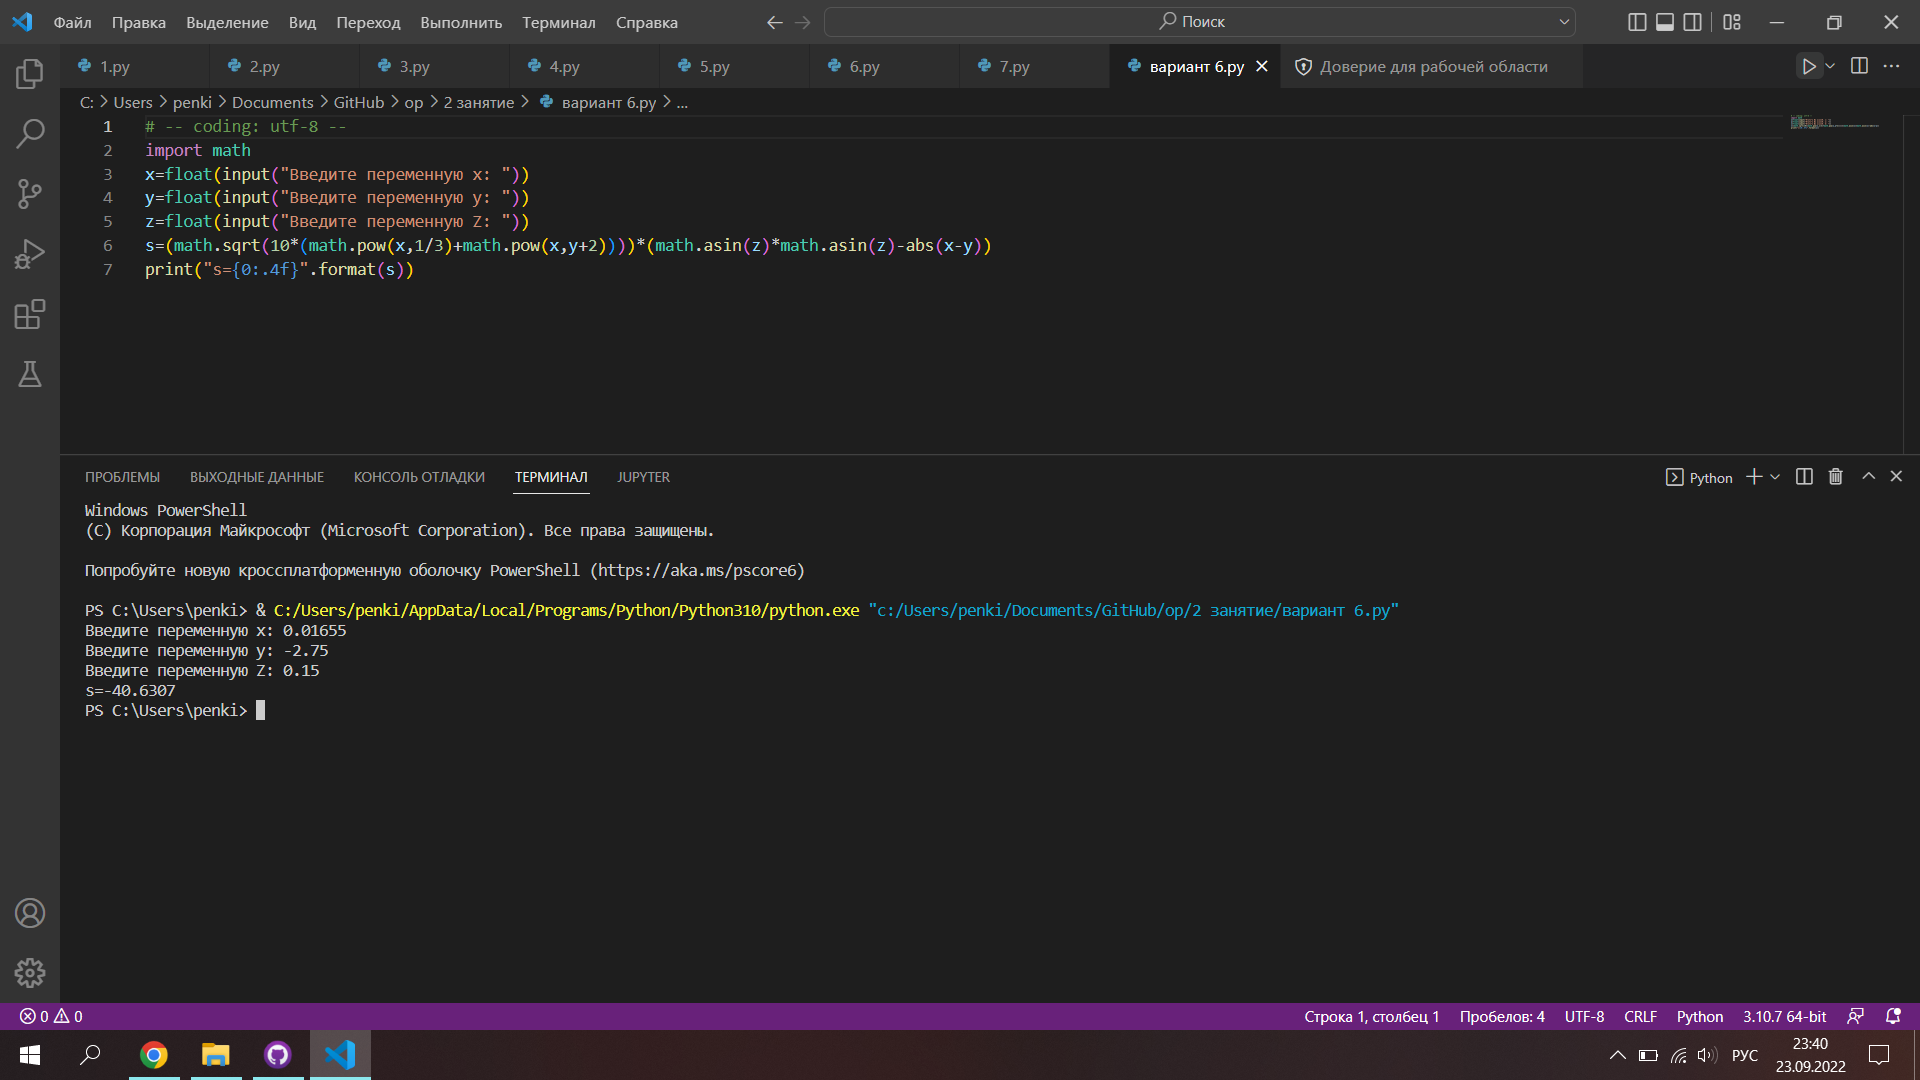 Файл Правка Выделение Вид Переход Выполнить Терминал Справка Поиск
1.py 2.py 3.py 4.py 5.py 6.py 7.py вариант 6.py Доверие для рабочей области
C: > Users > penki > Documents > GitHub > op > 2 занятие > вариант 6.py > ...
1 # -- coding: utf-8 --
2 import math
3 x=float(input("Введите переменную x: "))
4 y=float(input("Введите переменную y: "))
5 z=float(input("Введите переменную Z: "))
6 s=(math.sqrt(10*(math.pow(x,1/3)+math.pow(x,y+2))))*(math.asin(z)*math.asin(z)-abs(x-y))
7 print("s={0:.4f}".format(s))
ПРОБЛЕМЫ ВЫХОДНЫЕ ДАННЫЕ КОНСОЛЬ ОТЛАДКИ ТЕРМИНАЛ JUPYTER Python
Windows PowerShell
(C) Корпорация Майкрософт (Microsoft Corporation). Все права защищены.
Попробуйте новую кроссплатформенную оболочку PowerShell (https://aka.ms/pscore6)
PS C:\Users\penki> & C:/Users/penki/AppData/Local/Programs/Python/Python310/python.exe "c:/Users/penki/Documents/GitHub/op/2 занятие/вариант 6.py"
Введите переменную x: 0.01655
Введите переменную y: -2.75
Введите переменную Z: 0.15
s=-40.6307
PS C:\Users\penki>
0 0 Строка 1, столбец 1 Пробелов: 4 UTF-8 CRLF Python 3.10.7 64-bit
РУС 23:40
23.09.2022